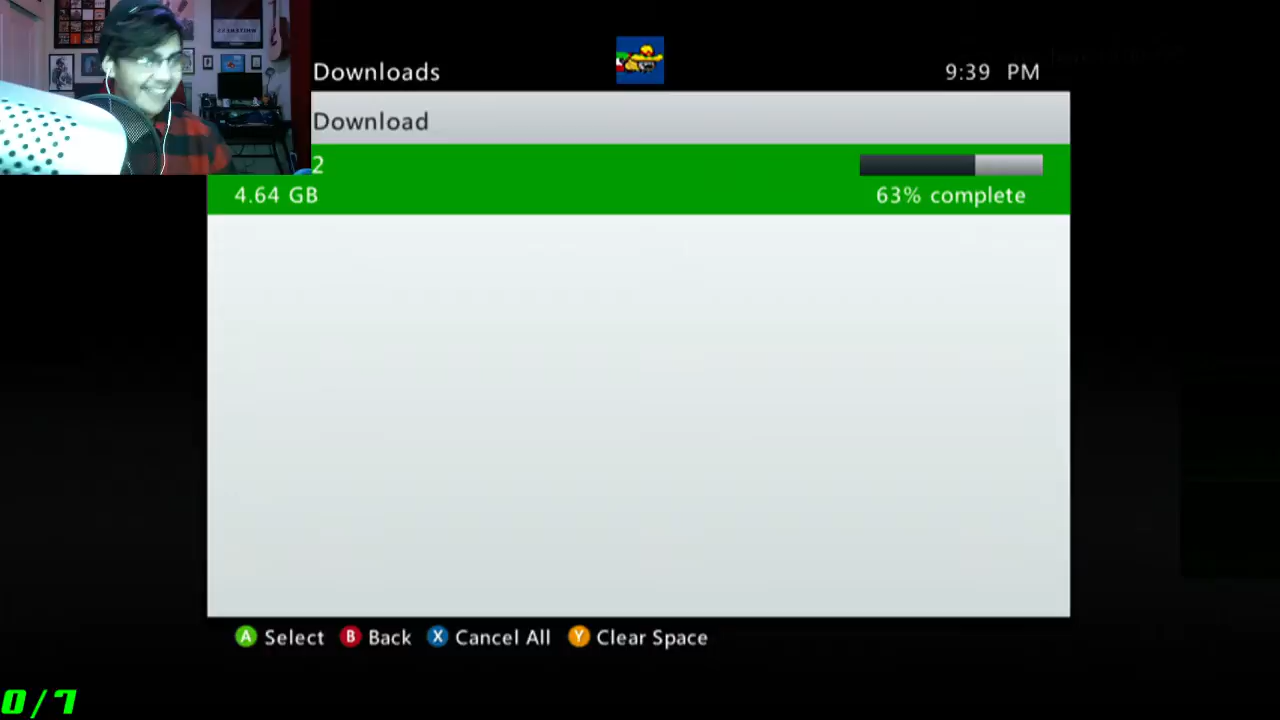 Downloads
9:39 PM
Download
2
4.64 GB
63% complete
A Select B Back X Cancel All Y Clear Space
0/7